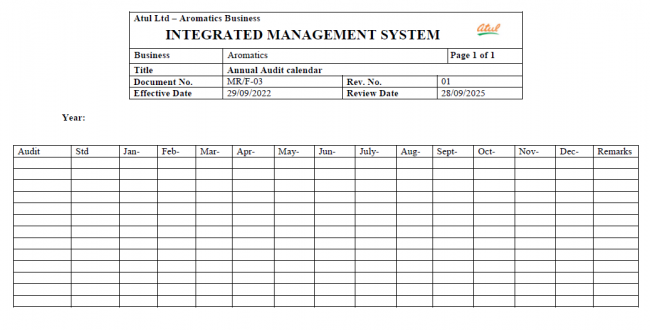 Atul Ltd – Aromatics Business
INTEGRATED MANAGEMENT SYSTEM
Atul
Business Aromatics Page 1 of 1
Title Annual Audit calendar
Document No. MR/F-03 Rev. No. 01
Effective Date 29/09/2022 Review Date 28/09/2025
Year:
Audit Std Jan- Feb- Mar- Apr- May- Jun- July- Aug- Sept- Oct- Nov- Dec- Remarks